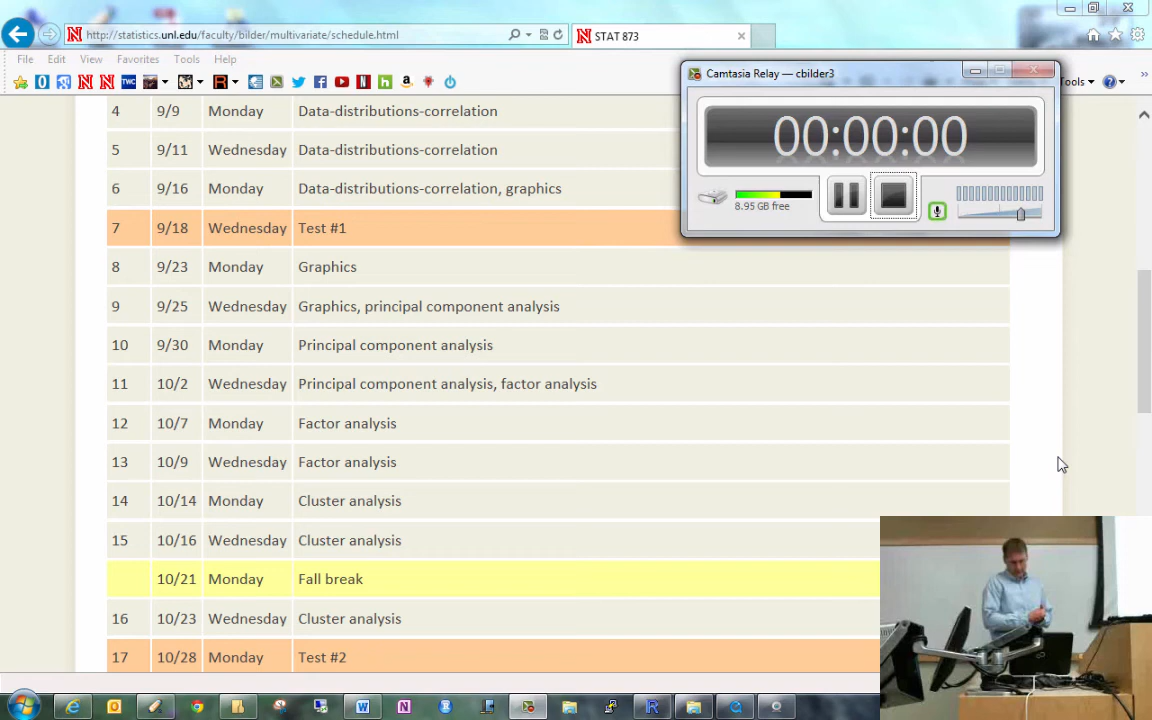 http://statistics.unl.edu/faculty/bilder/multivariate/schedule.html
STAT 873
File Edit View Favorites Tools Help
Tools
Camtasia Relay — cbilder3
00:00:00
8.95 GB free
4 9/9 Monday Data-distributions-correlation
5 9/11 Wednesday Data-distributions-correlation
6 9/16 Monday Data-distributions-correlation, graphics
7 9/18 Wednesday Test #1
8 9/23 Monday Graphics
9 9/25 Wednesday Graphics, principal component analysis
10 9/30 Monday Principal component analysis
11 10/2 Wednesday Principal component analysis, factor analysis
12 10/7 Monday Factor analysis
13 10/9 Wednesday Factor analysis
14 10/14 Monday Cluster analysis
15 10/16 Wednesday Cluster analysis
10/21 Monday Fall break
16 10/23 Wednesday Cluster analysis
17 10/28 Monday Test #2